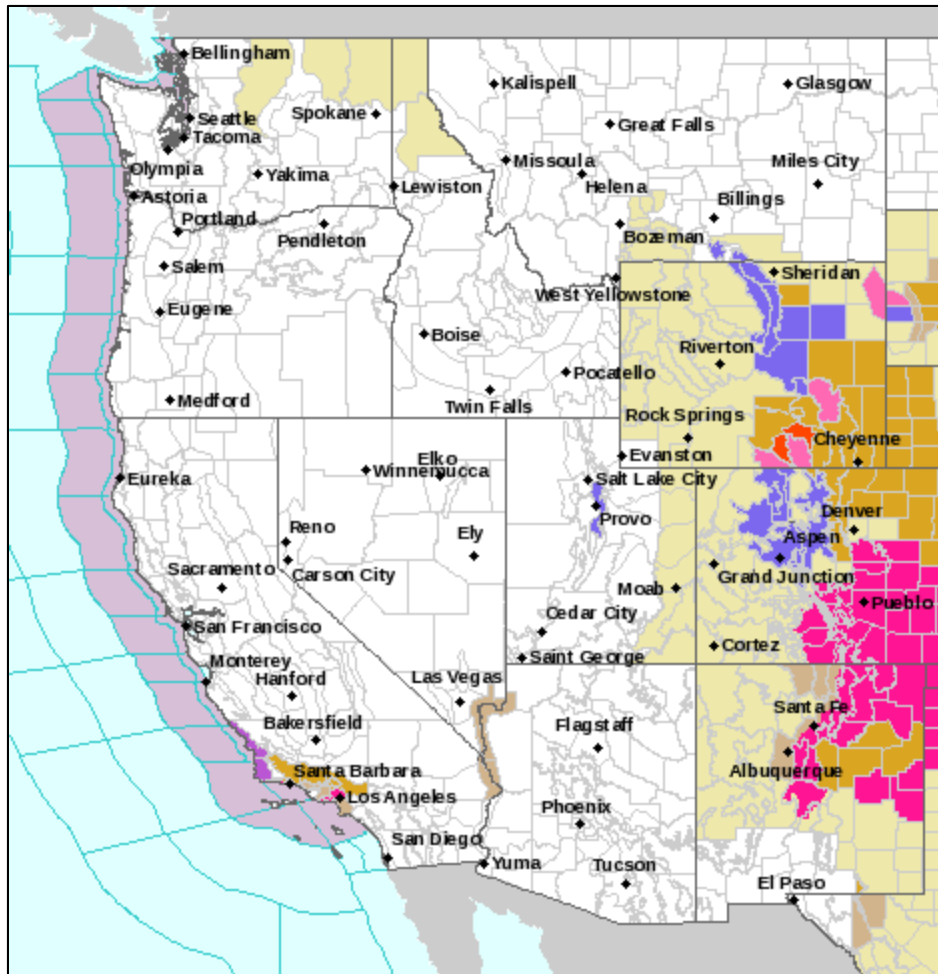 Bellingham
Kalispell
Glasgow
Seattle
Spokane
Great Falls
Tacoma
Olympia
Missoula
Miles City
Yakima
Lewiston
Helena
Astoria
Billings
Portland
Pendleton
Bozeman
Salem
Sheridan
West Yellowstone
Eugene
Boise
Riverton
Pocatello
Medford
Twin Falls
Rock Springs
Cheyenne
Elko
Evanston
Winnemucca
Eureka
Salt Lake City
Provo
Denver
Reno
Ely
Aspen
Sacramento
Carson City
Grand Junction
Moab
Pueblo
Cedar City
San Francisco
Cortez
Saint George
Monterey
Hanford
Las Vegas
Santa Fe
Bakersfield
Flagstaff
Albuquerque
Santa Barbara
Los Angeles
Phoenix
San Diego
Yuma
Tucson
El Paso